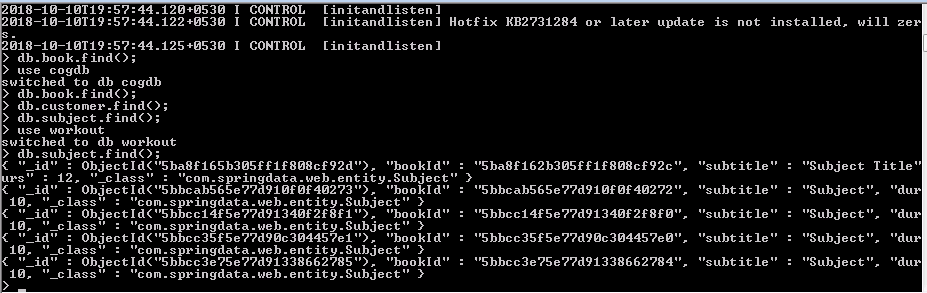 2018-10-10T19:57:44.120+0530 I CONTROL  [initandlisten]
2018-10-10T19:57:44.122+0530 I CONTROL  [initandlisten] Hotfix KB2731284 or later update is not installed, will zer
s.
2018-10-10T19:57:44.125+0530 I CONTROL  [initandlisten]
> db.book.find();
> use cogdb
switched to db cogdb
> db.book.find();
> db.customer.find();
> db.subject.find();
> use workout
switched to db workout
> db.subject.find();
{ "_id" : ObjectId("5ba8f165b305ff1f808cf92d"), "bookId" : "5ba8f162b305ff1f808cf92c", "subtitle" : "Subject Title"
urs" : 12, "_class" : "com.springdata.web.entity.Subject" }
{ "_id" : ObjectId("5bbcab565e77d910f0f40273"), "bookId" : "5bbcab565e77d910f0f40272", "subtitle" : "Subject", "dur
10, "_class" : "com.springdata.web.entity.Subject" }
{ "_id" : ObjectId("5bbcc14f5e77d91340f2f8f1"), "bookId" : "5bbcc14f5e77d91340f2f8f0", "subtitle" : "Subject", "dur
10, "_class" : "com.springdata.web.entity.Subject" }
{ "_id" : ObjectId("5bbcc35f5e77d90c304457e1"), "bookId" : "5bbcc35f5e77d90c304457e0", "subtitle" : "Subject", "dur
10, "_class" : "com.springdata.web.entity.Subject" }
{ "_id" : ObjectId("5bbcc3e75e77d91338662785"), "bookId" : "5bbcc3e75e77d91338662784", "subtitle" : "Subject", "dur
10, "_class" : "com.springdata.web.entity.Subject" }
> _